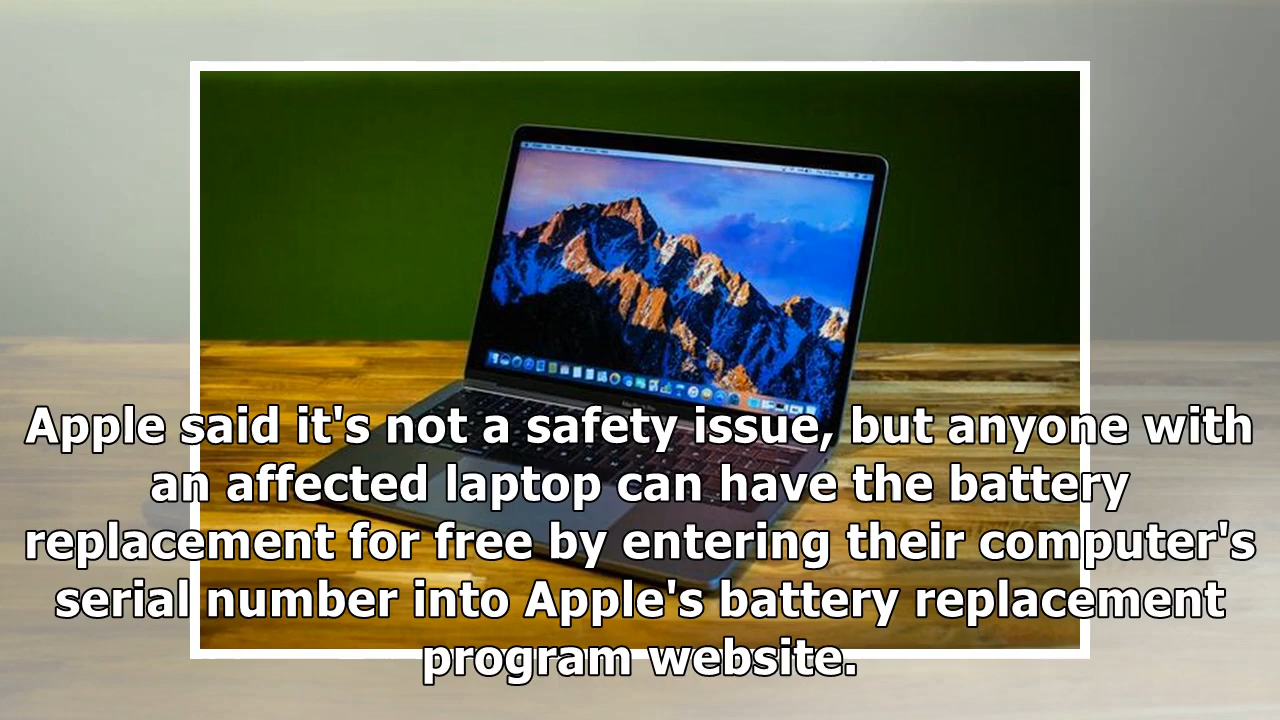 Apple said it's not a safety issue, but anyone with
an affected laptop can have the battery
replacement for free by entering their computer's
serial number into Apple's battery replacement
program website.